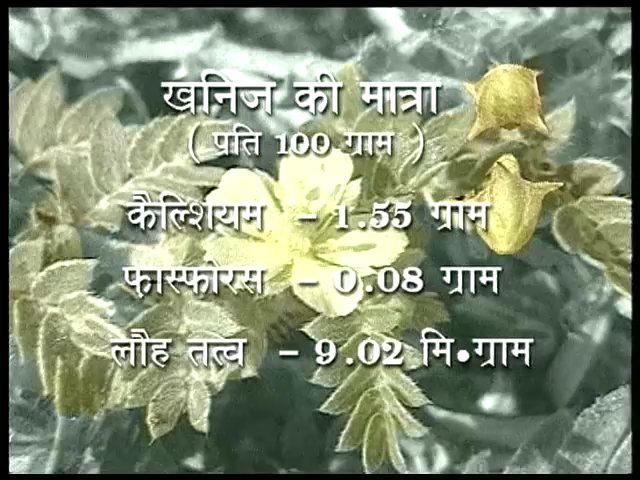 खनिज की मात्रा
( प्रति 100 ग्राम )
कैल्शियम - 1.55 ग्राम
फास्फोरस - 0.08 ग्राम
लौह तत्व - 9.02 मि•ग्राम